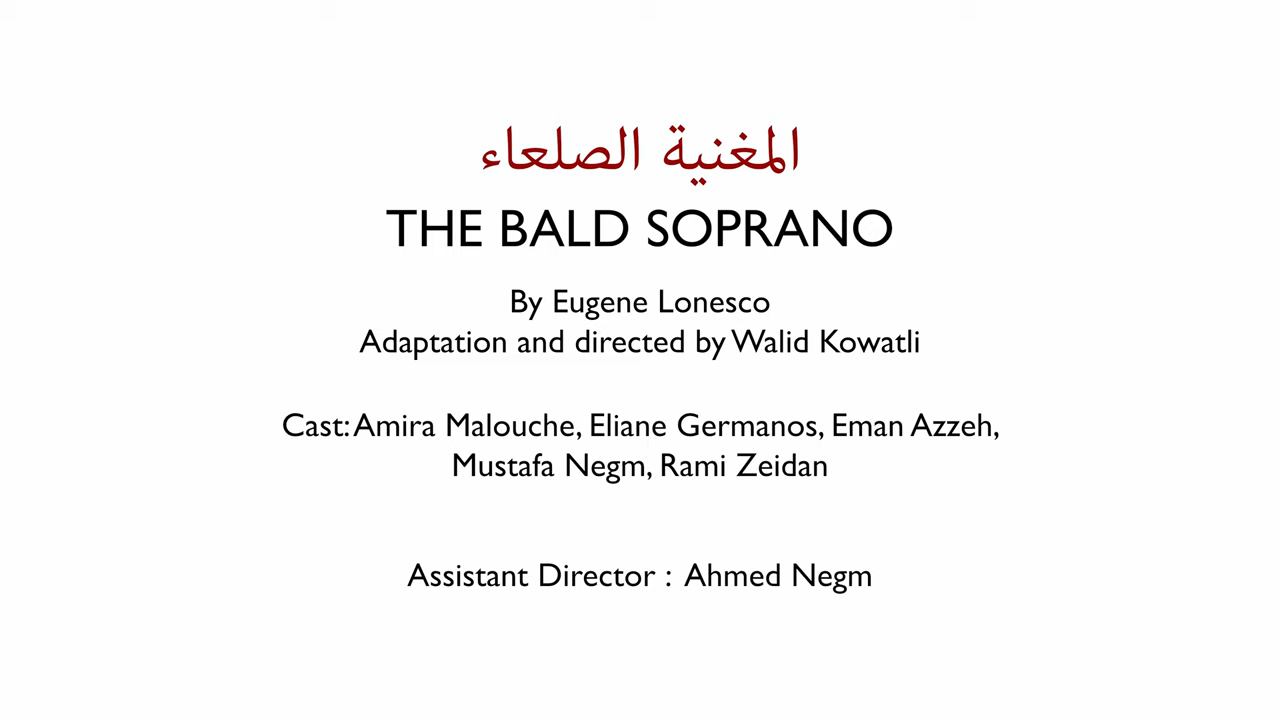 المغنية الصلعاء
THE BALD SOPRANO
By Eugene Lonesco
Adaptation and directed by Walid Kowatli
Cast: Amira Malouche, Eliane Germanos, Eman Azzeh,
Mustafa Negm, Rami Zeidan
Assistant Director : Ahmed Negm